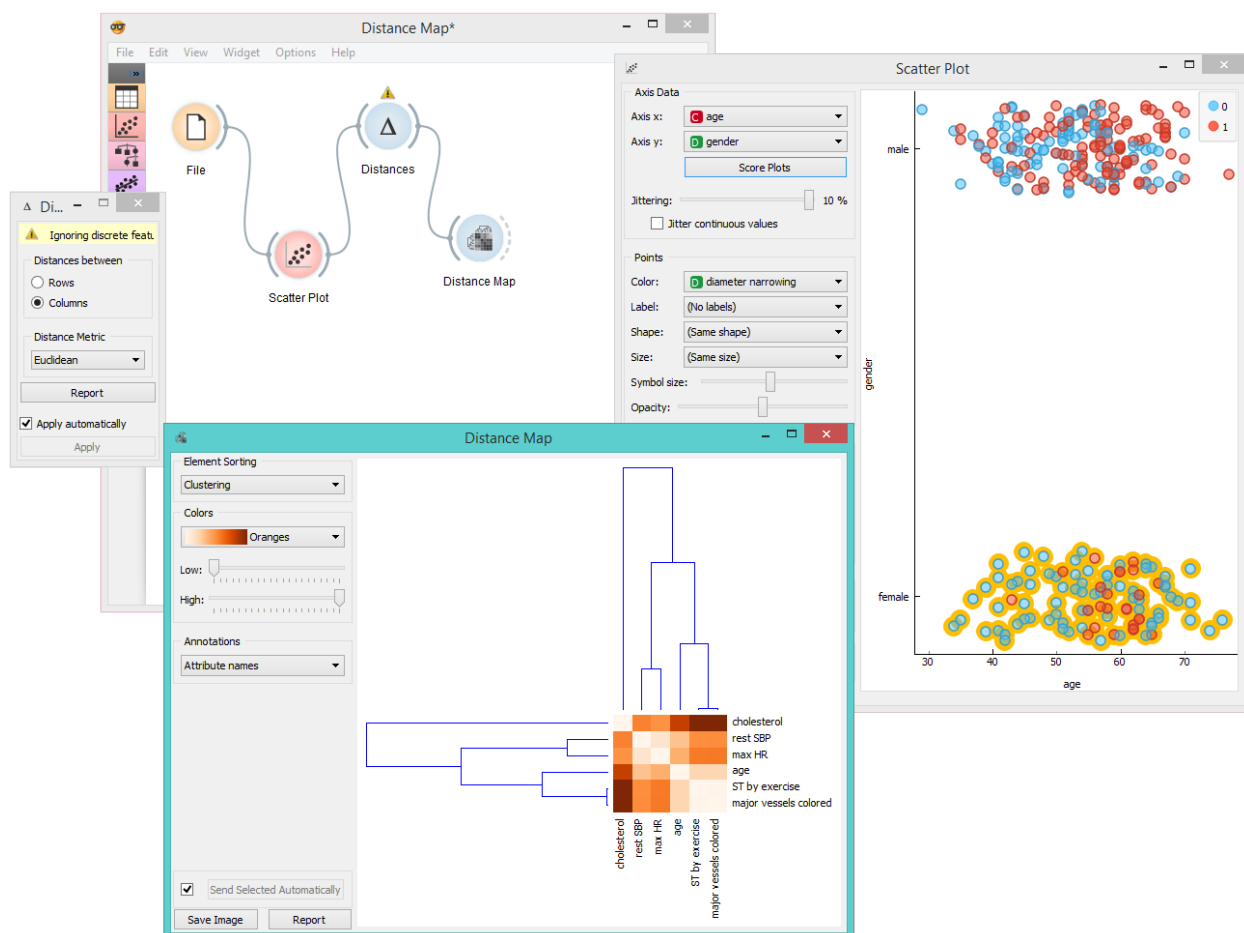 Distance Map*
File Edit View Widget Options Help
File
Scatter Plot
Distances
Distance Map
Di...
Ignoring discrete feat
Distances between
Rows
Columns
Distance Metric
Euclidean
Report
Apply automatically
Apply
Scatter Plot
Axis Data
Axis x: C age
Axis y: D gender
Score Plots
Jittering: 10 %
Jitter continuous values
Points
Color: D diameter narrowing
Label: (No labels)
Shape: (Same shape)
Size: (Same size)
Symbol size:
Opacity:
0
1
male
female
gender
30 40 50 60 70
age
Distance Map
Element Sorting
Clustering
Colors
Oranges
Low:
High:
Annotations
Attribute names
Send Selected Automatically
Save Image Report
cholesterol
rest SBP
max HR
age
ST by exercise
major vessels colored
cholesterol
rest SBP
max HR
age
ST by exercise
major vessels colored